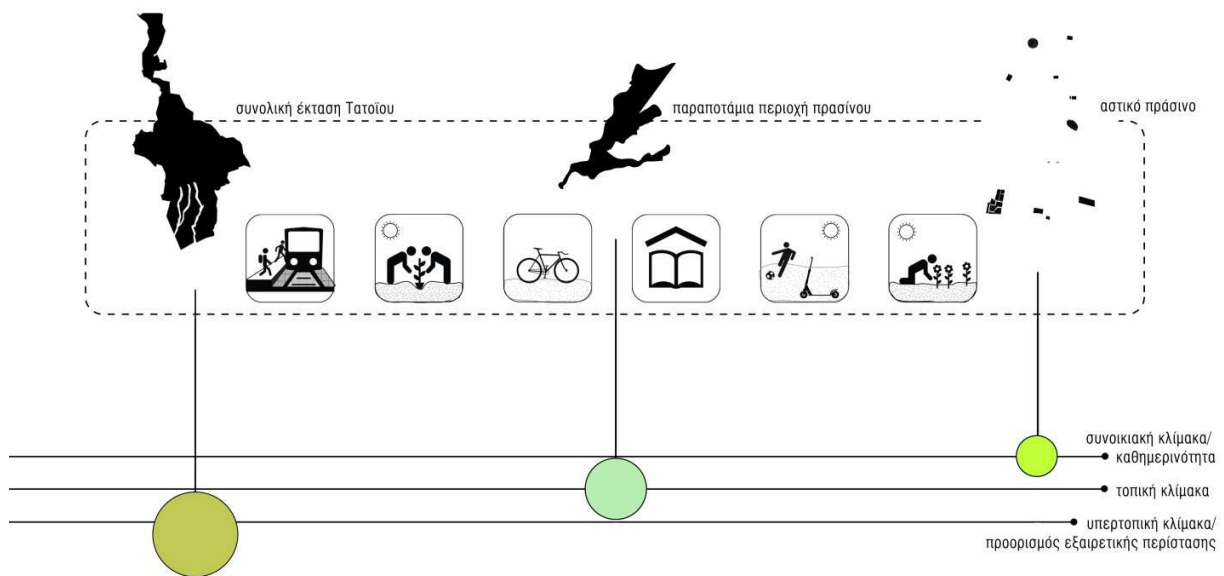 συνολική έκταση Τατοΐου
παραποτάμια περιοχή πρασίνου
αστικό πράσινο
συνοικιακή κλίμακα/
καθημερινότητα
τοπική κλίμακα
υπερτοπική κλίμακα/
προορισμός εξαιρετικής περίστασης